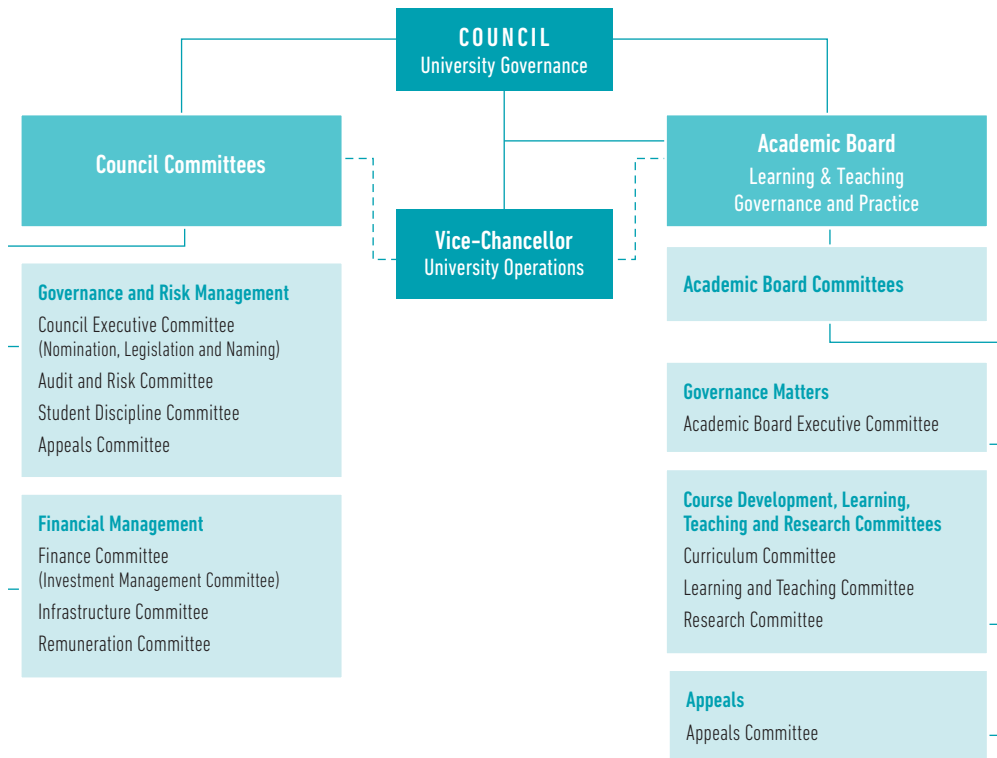 COUNCIL
University Governance
Council Committees
Academic Board
Learning & Teaching
Governance and Practice
Vice-Chancellor
University Operations
Governance and Risk Management
Council Executive Committee
(Nomination, Legislation and Naming)
Audit and Risk Committee
Student Discipline Committee
Appeals Committee
Financial Management
Finance Committee
(Investment Management Committee)
Infrastructure Committee
Remuneration Committee
Academic Board Committees
Governance Matters
Academic Board Executive Committee
Course Development, Learning,
Teaching and Research Committees
Curriculum Committee
Learning and Teaching Committee
Research Committee
Appeals
Appeals Committee